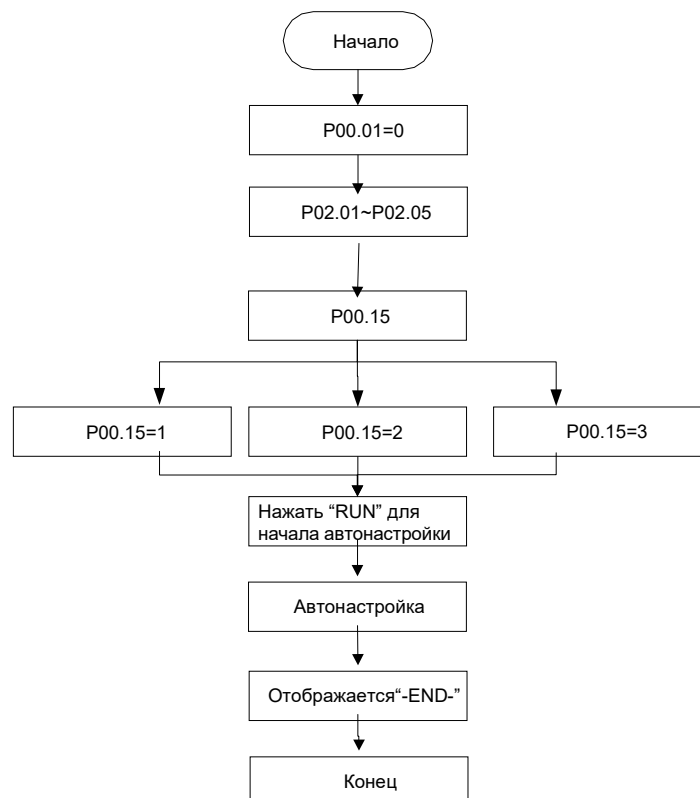 Начало
P00.01=0
P02.01~P02.05
P00.15
P00.15=1
P00.15=2
P00.15=3
Нажать “RUN” для
начала автонастройки
Автонастройка
Отображается“-END-”
Конец